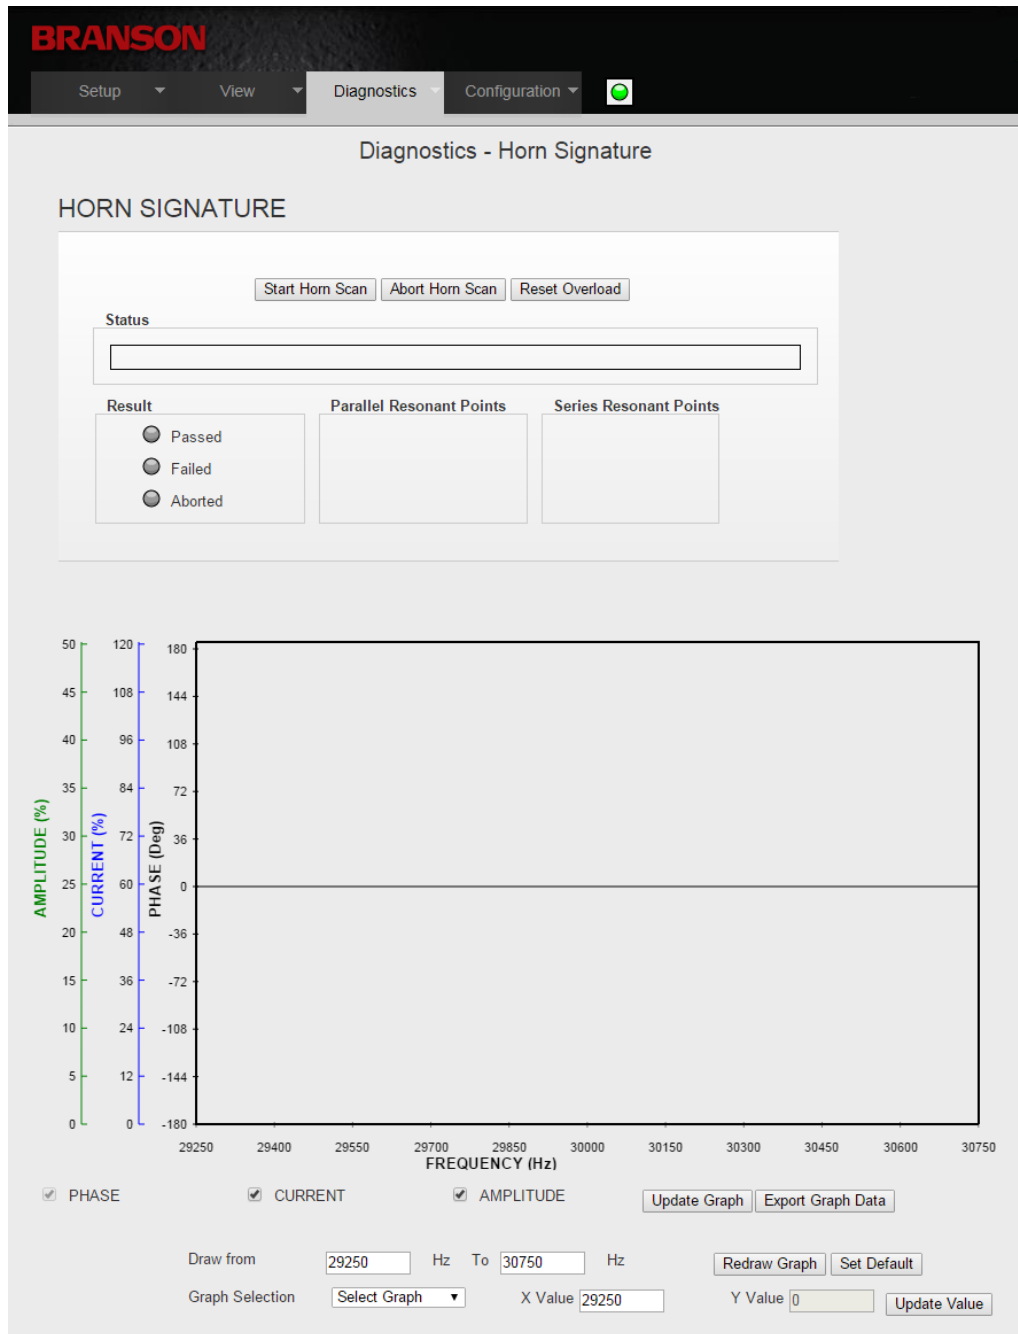 BRANSON
Setup View Diagnostics Configuration
Diagnostics - Horn Signature
HORN SIGNATURE
Start Horn Scan Abort Horn Scan Reset Overload
Status
Result Parallel Resonant Points Series Resonant Points
Passed
Failed
Aborted
AMPLITUDE (%)
50
45
40
35
30
25
20
15
10
5
0
CURRENT (%)
120
108
96
84
72
60
48
36
24
12
0
PHASE (Deg)
180
144
108
72
36
0
-36
-72
-108
-144
-180
29250 29400 29550 29700 29850 30000 30150 30300 30450 30600 30750
FREQUENCY (Hz)
PHASE CURRENT AMPLITUDE Update Graph Export Graph Data
Draw from 29250 Hz To 30750 Hz Redraw Graph Set Default
Graph Selection Select Graph X Value 29250 Y Value 0 Update Value